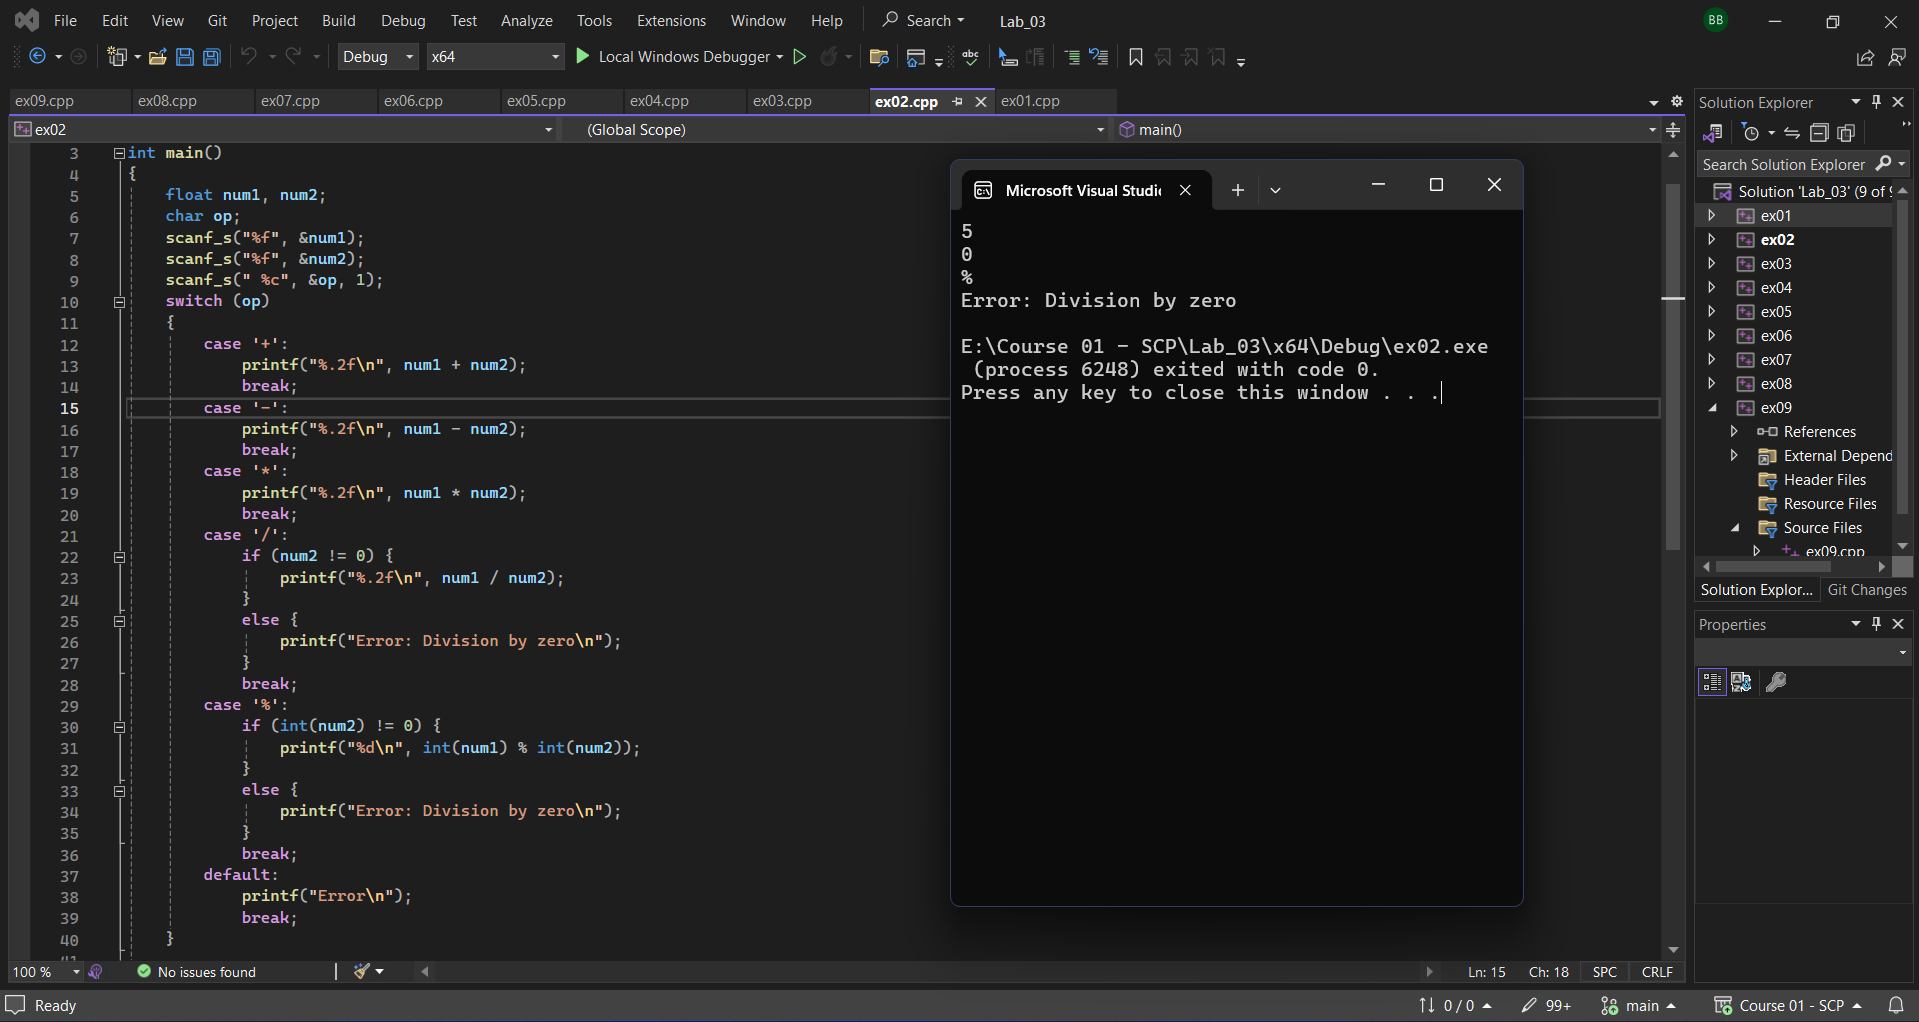 File Edit View Git Project Build Debug Test Analyze Tools Extensions Window Help Search Lab_03 BB
Debug x64 Local Windows Debugger abc
ex09.cpp ex08.cpp ex07.cpp ex06.cpp ex05.cpp ex04.cpp ex03.cpp ex02.cpp ex01.cpp
ex02 (Global Scope) main()
3 int main()
4 {
5 float num1, num2;
6 char op;
7 scanf_s("%f", &num1);
8 scanf_s("%f", &num2);
9 scanf_s(" %c", &op, 1);
10 switch (op)
11 {
12 case '+':
13 printf("%.2f\n", num1 + num2);
14 break;
15 case '-':
16 printf("%.2f\n", num1 - num2);
17 break;
18 case '*':
19 printf("%.2f\n", num1 * num2);
20 break;
21 case '/':
22 if (num2 != 0) {
23 printf("%.2f\n", num1 / num2);
24 }
25 else {
26 printf("Error: Division by zero\n");
27 }
28 break;
29 case '%':
30 if (int(num2) != 0) {
31 printf("%d\n", int(num1) % int(num2));
32 }
33 else {
34 printf("Error: Division by zero\n");
35 }
36 break;
37 default:
38 printf("Error\n");
39 break;
40 }
41
Microsoft Visual Studi
5
0
%
Error: Division by zero
E:\Course 01 - SCP\Lab_03\x64\Debug\ex02.exe
(process 6248) exited with code 0.
Press any key to close this window . . .
Solution Explorer
Search Solution Explorer
Solution 'Lab_03' (9 of 9
ex01
ex02
ex03
ex04
ex05
ex06
ex07
ex08
ex09
References
External Depend
Header Files
Resource Files
Source Files
ex09.cpp
Solution Explor... Git Changes
Properties
100 % No issues found Ln: 15 Ch: 18 SPC CRLF
Ready 0 / 0 99+ main Course 01 - SCP